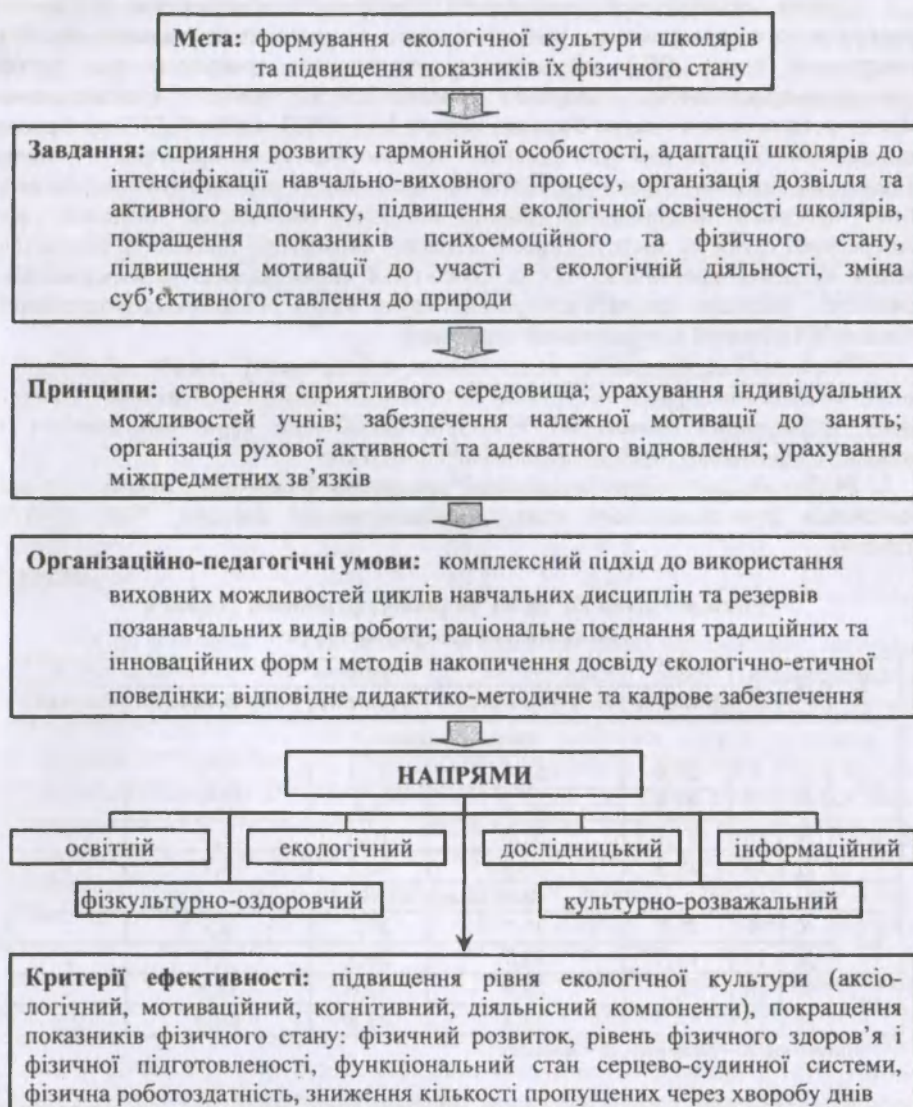 Мета: формування екологічної культури школярів
та підвищення показників їх фізичного стану
Завдання: сприяння розвитку гармонійної особистості, адаптації школярів до
інтенсифікації навчально-виховного процесу, організація дозвілля та
активного відпочинку, підвищення екологічної освіченості школярів,
покращення показників психоемоційного та фізичного стану,
підвищення мотивації до участі в екологічній діяльності, зміна
суб’єктивного ставлення до природи
Принципи: створення сприятливого середовища; урахування індивідуальних
можливостей учнів; забезпечення належної мотивації до занять;
організація рухової активності та адекватного відновлення; урахування
міжпредметних зв’язків
Організаційно-педагогічні умови: комплексний підхід до використання
виховних можливостей циклів навчальних дисциплін та резервів
позанавчальних видів роботи; раціональне поєднання традиційних та
інноваційних форм і методів накопичення досвіду екологічно-етичної
поведінки; відповідне дидактико-методичне та кадрове забезпечення
НАПРЯМИ
освітній екологічний дослідницький інформаційний
фізкультурно-оздоровчий культурно-розважальний
Критерії ефективності: підвищення рівня екологічної культури (аксіо-
логічний, мотиваційний, когнітивний, діяльнісний компоненти), покращення
показників фізичного стану: фізичний розвиток, рівень фізичного здоров’я і
фізичної підготовленості, функціональний стан серцево-судинної системи,
фізична роботоздатність, зниження кількості пропущених через хворобу днів